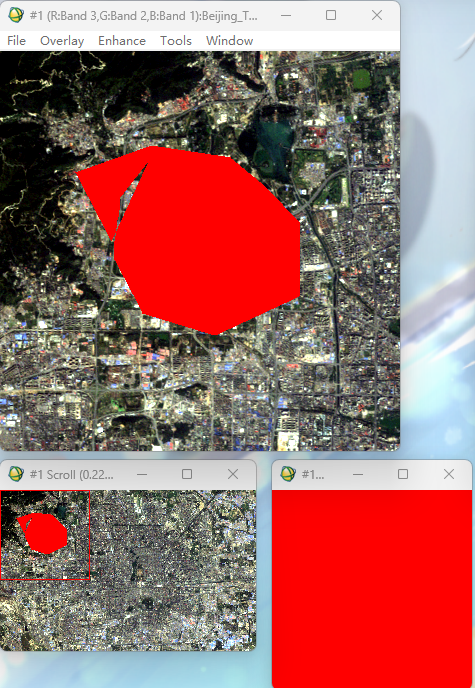 #1 (R:Band 3,G:Band 2,B:Band 1):Beijing_T...
File Overlay Enhance Tools Window
#1 Scroll (0.22...
#1...